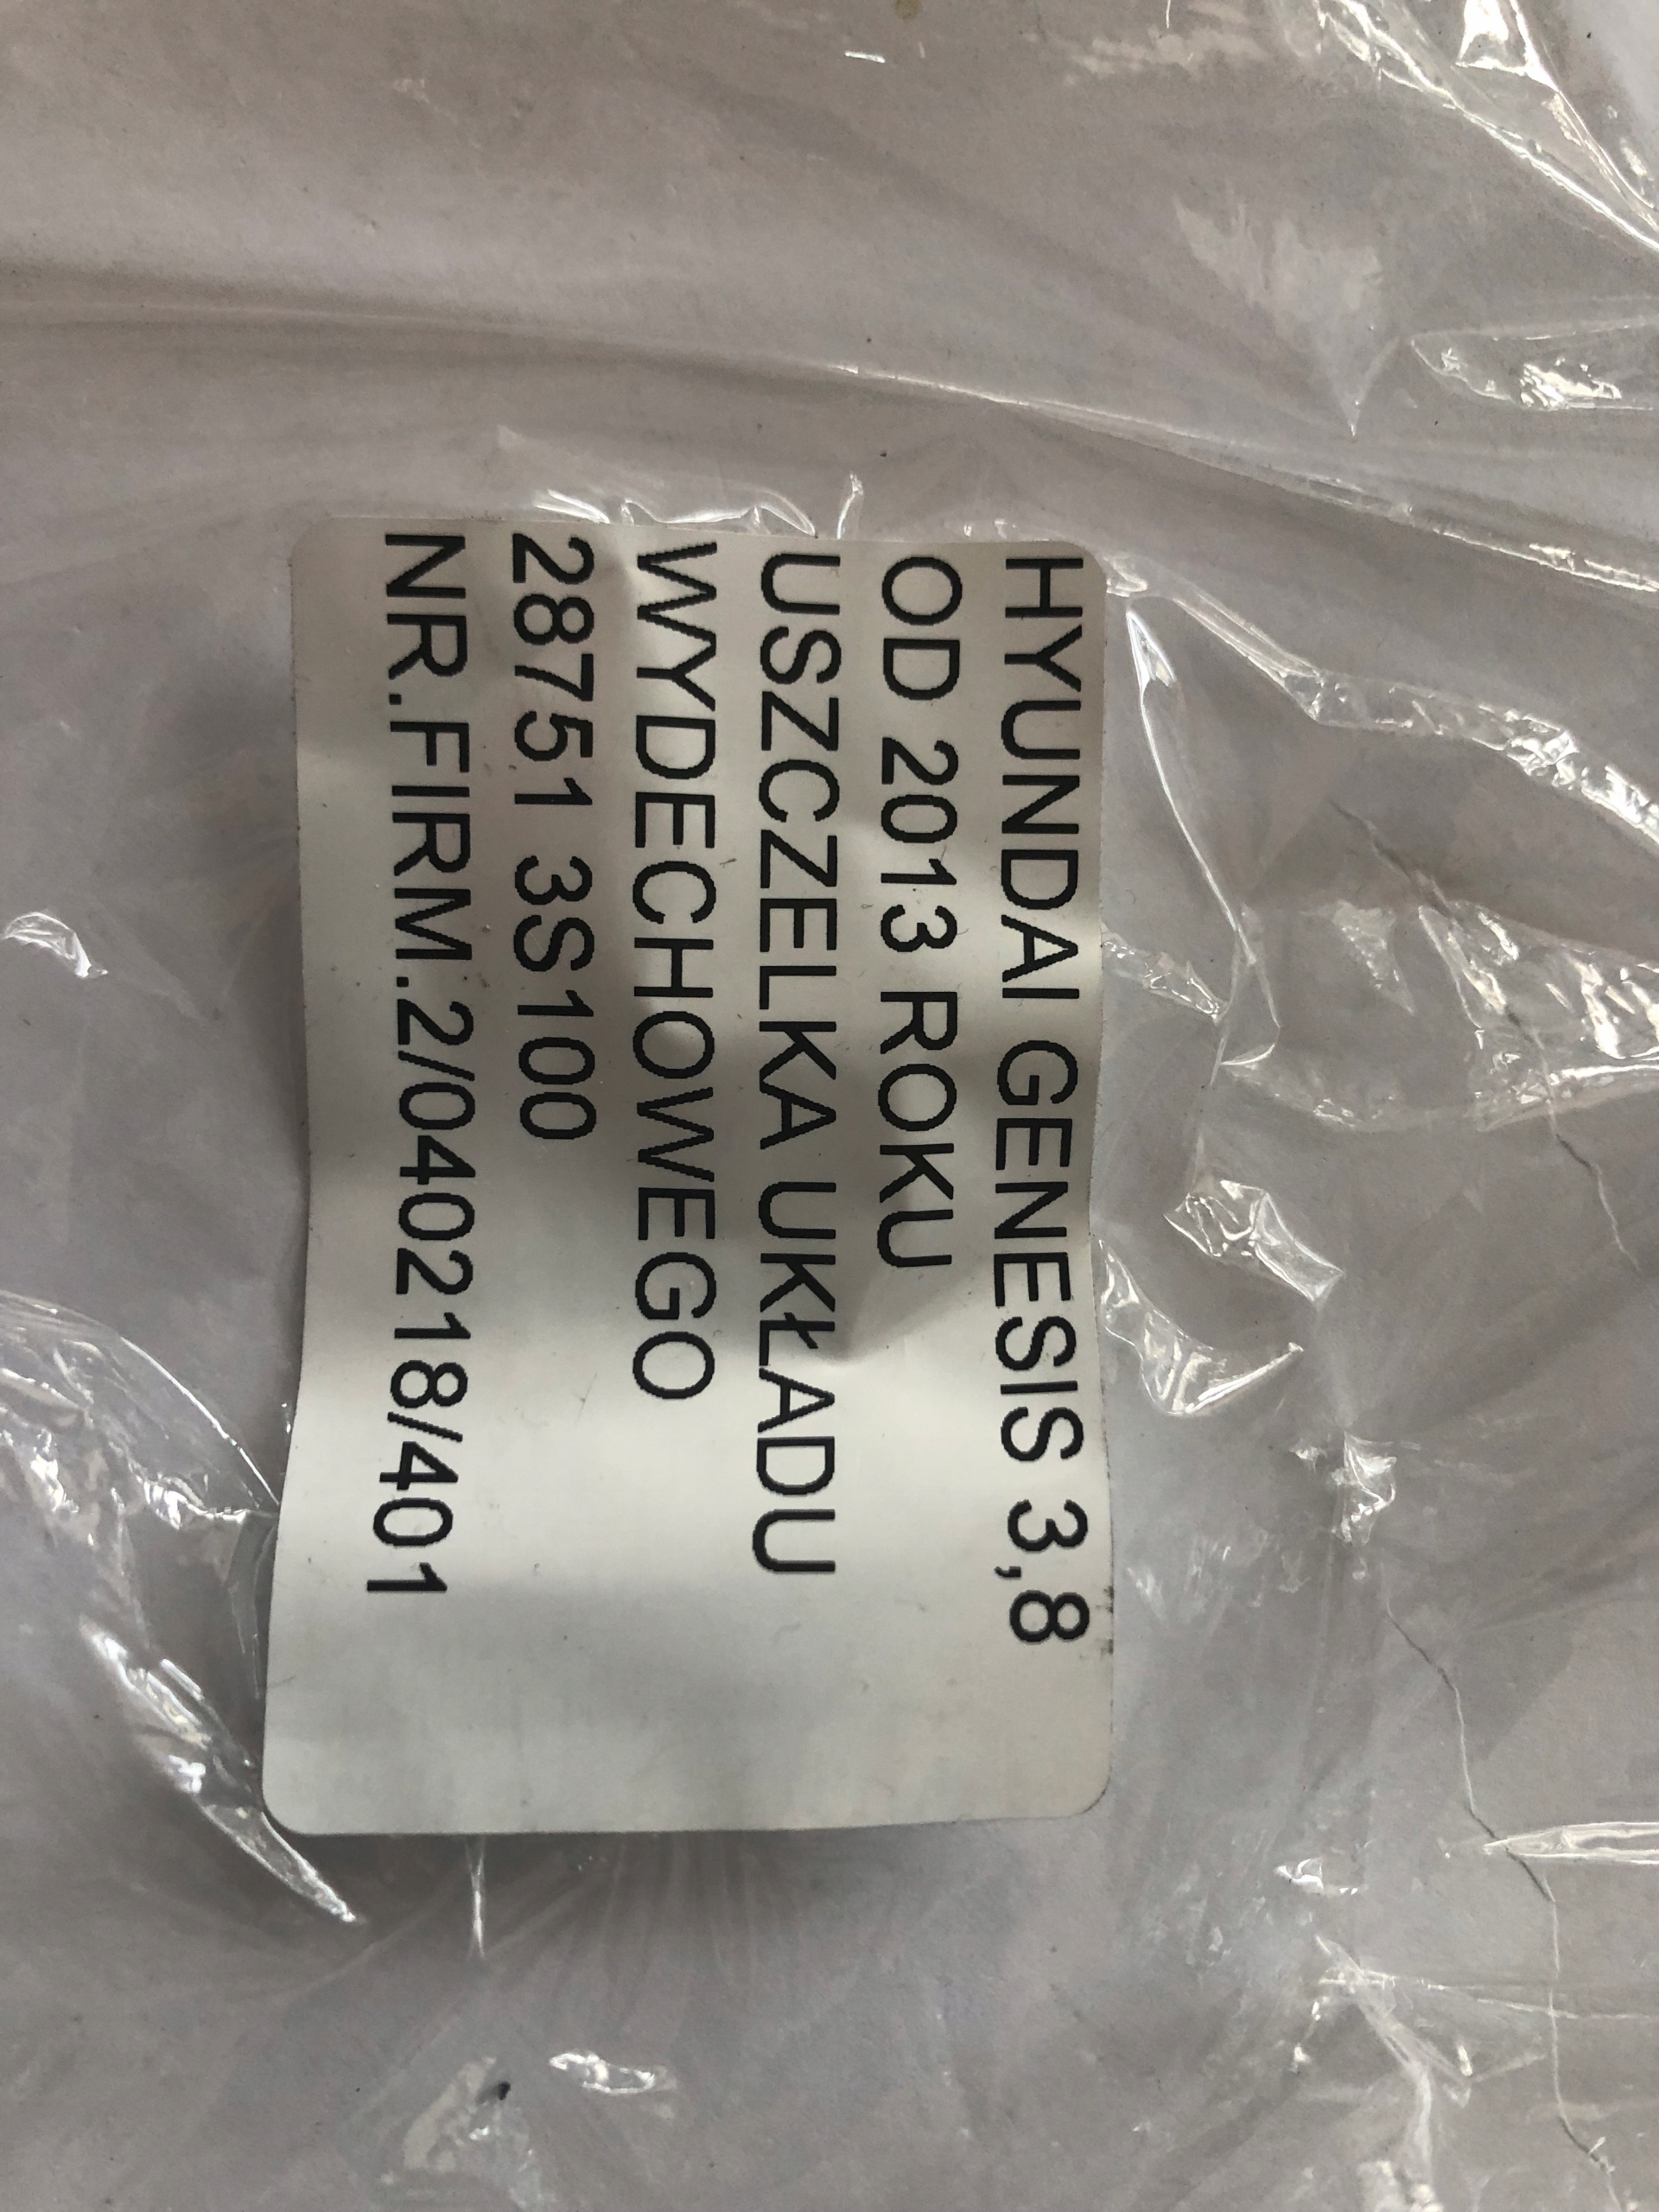 HYUNDAI GENESIS 3,8
OD 2013 ROKU
USZCZELKA UKŁADU
WYDECHOWEGO
28751 3S100
NR.FIRM.2/040218/401